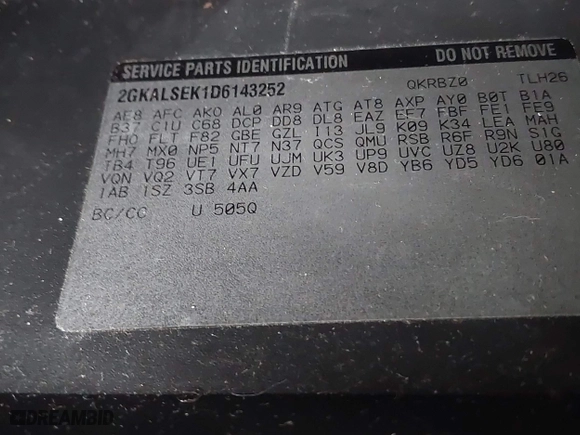 SERVICE PARTS IDENTIFICATION DO NOT REMOVE
2GKALSEK1D6143252 QKRBZ0 TLH26
AE8 AFC AK0 AL0 AR9 ATG AT8 AXP AY0 B0T B1A
B37 C1U C68 DCP DD8 DL8 EAZ EF7 FBF FE1 FE9
FH0 FLT F82 GBE GZL I13 JL9 K09 K34 LEA MAH
MH7 MX0 NP5 NT7 N37 QCS QMU RSB R6F R9N S1G
TB4 T96 UE1 UFU UJM UK3 UP9 UVC UZ8 U2K U80
VQN VQ2 VT7 VX7 VZD V59 V8D YB6 YD5 YD6 01A
1AB 1SZ 3SB 4AA
BC/CC U 505Q
DREAMBID